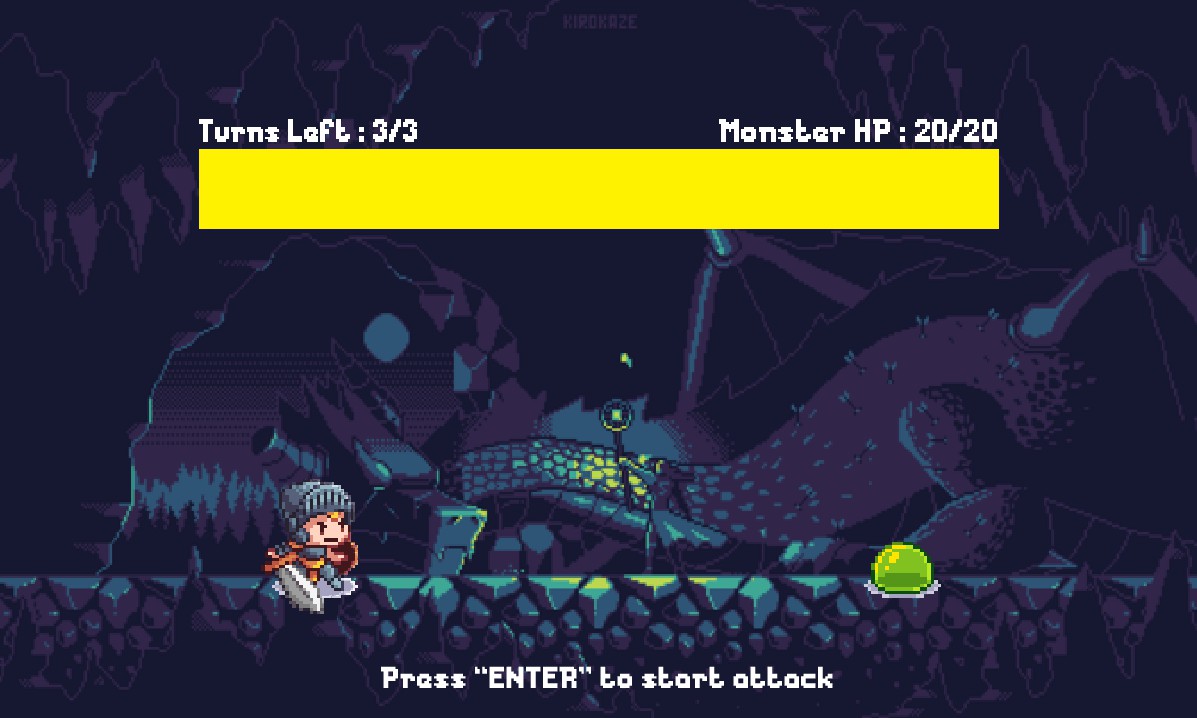 KIROKAZE
Turns Left : 3/3
Monster HP : 20/20
Press “ENTER” to start attack